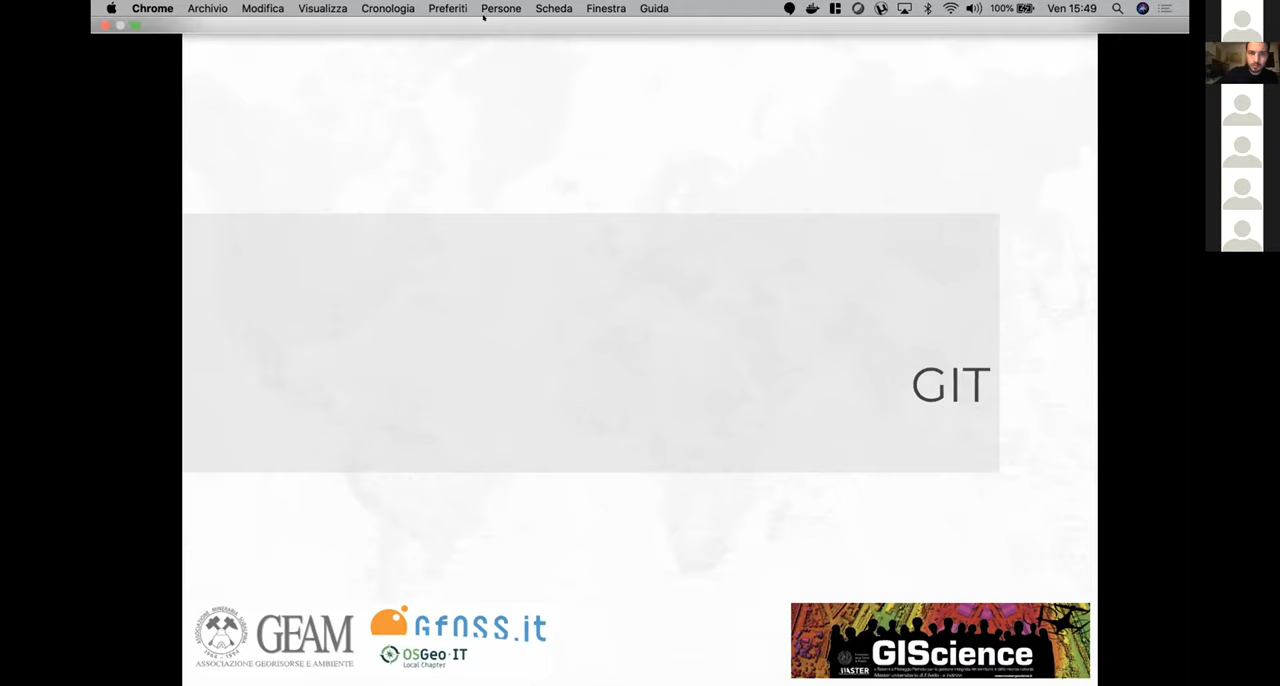 Chrome Archivio Modifica Visualizza Cronologia Preferiti Persone Scheda Finestra Guida 100% Ven 15:49
GIT
GEAM
ASSOCIAZIONE GEORISORSE E AMBIENTE
GFOSS.it
OSGeo·IT
Local Chapter
GIScience
MASTER